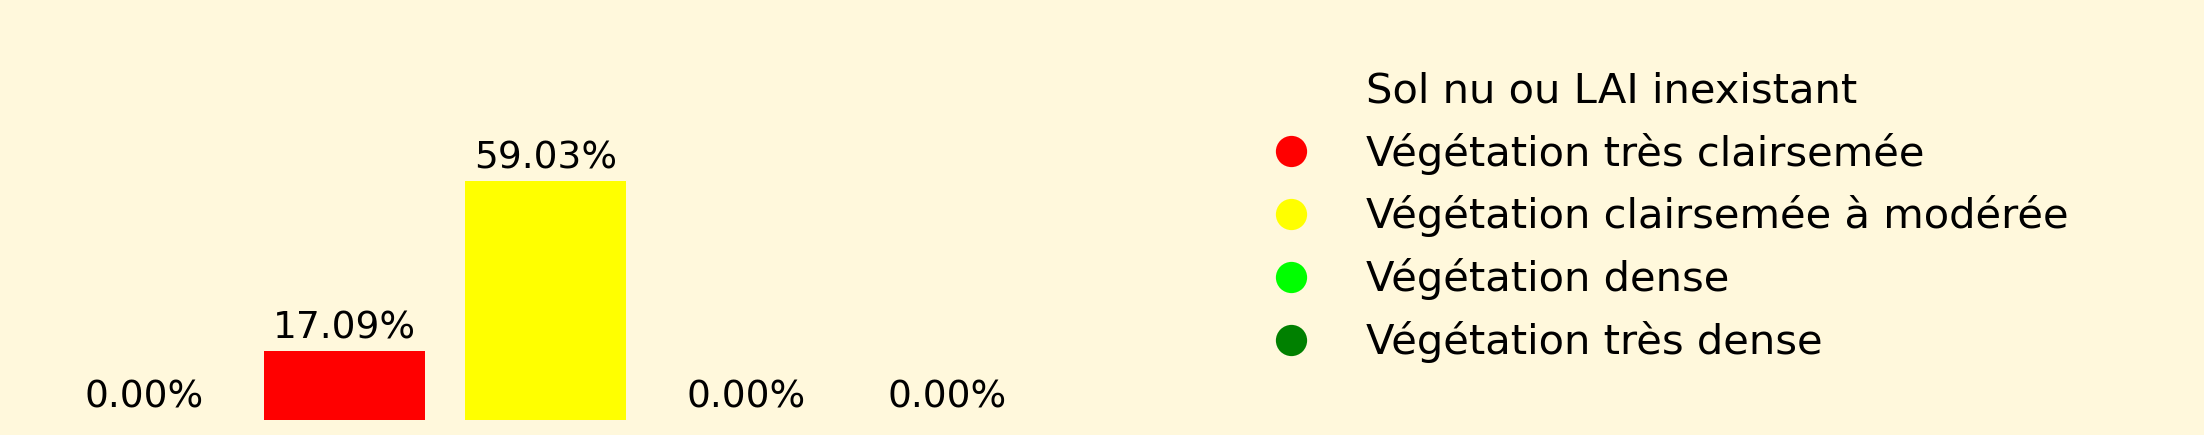 59.03%
17.09%
0.00%
0.00%
0.00%
Sol nu ou LAI inexistant
Végétation très clairsemée
Végétation clairsemée à modérée
Végétation dense
Végétation très dense